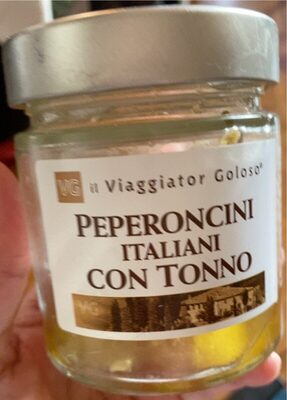 VG il Viaggiator Goloso®
PEPERONCINI
ITALIANI
CON TONNO
VG